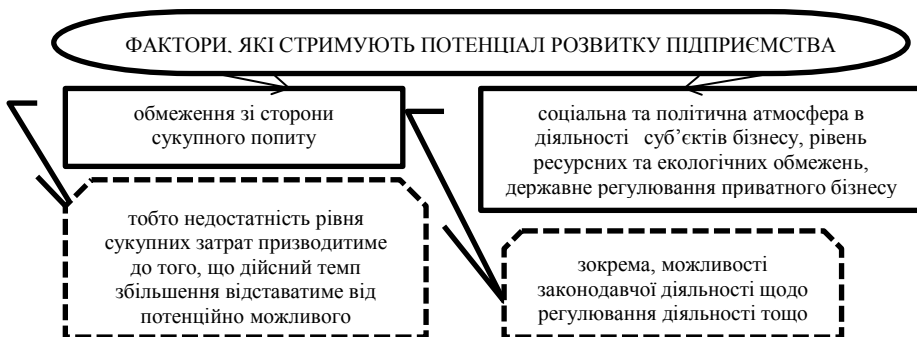 ФАКТОРИ, ЯКІ СТРИМУЮТЬ ПОТЕНЦІАЛ РОЗВИТКУ ПІДПРИЄМСТВА
обмеження зі сторони
сукупного попиту
тобто недостатність рівня
сукупних затрат призводитиме
до того, що дійсний темп
збільшення відставатиме від
потенційно можливого
соціальна та політична атмосфера в
діяльності суб’єктів бізнесу, рівень
ресурсних та екологічних обмежень,
державне регулювання приватного бізнесу
зокрема, можливості
законодавчої діяльності щодо
регулювання діяльності тощо